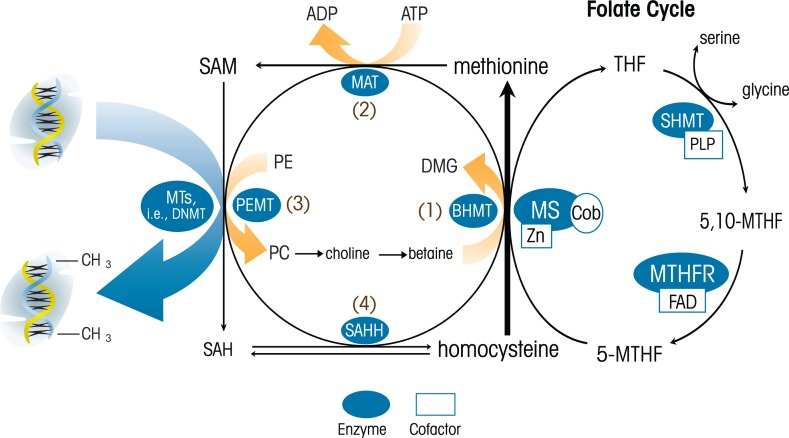 Folate Cycle
ADP
ATP
serine
SAM
methionine
THF
MAT
glycine
(2)
SHMT
PLP
PE
DMG
MTs,
i.e., DNMT
PEMT
(3)
(1)
BHMT
MS
Cob
Zn
5,10-MTHF
PC
choline
betaine
CH 3
MTHFR
FAD
(4)
SAHH
CH 3
SAH
homocysteine
5-MTHF
Enzyme
Cofactor